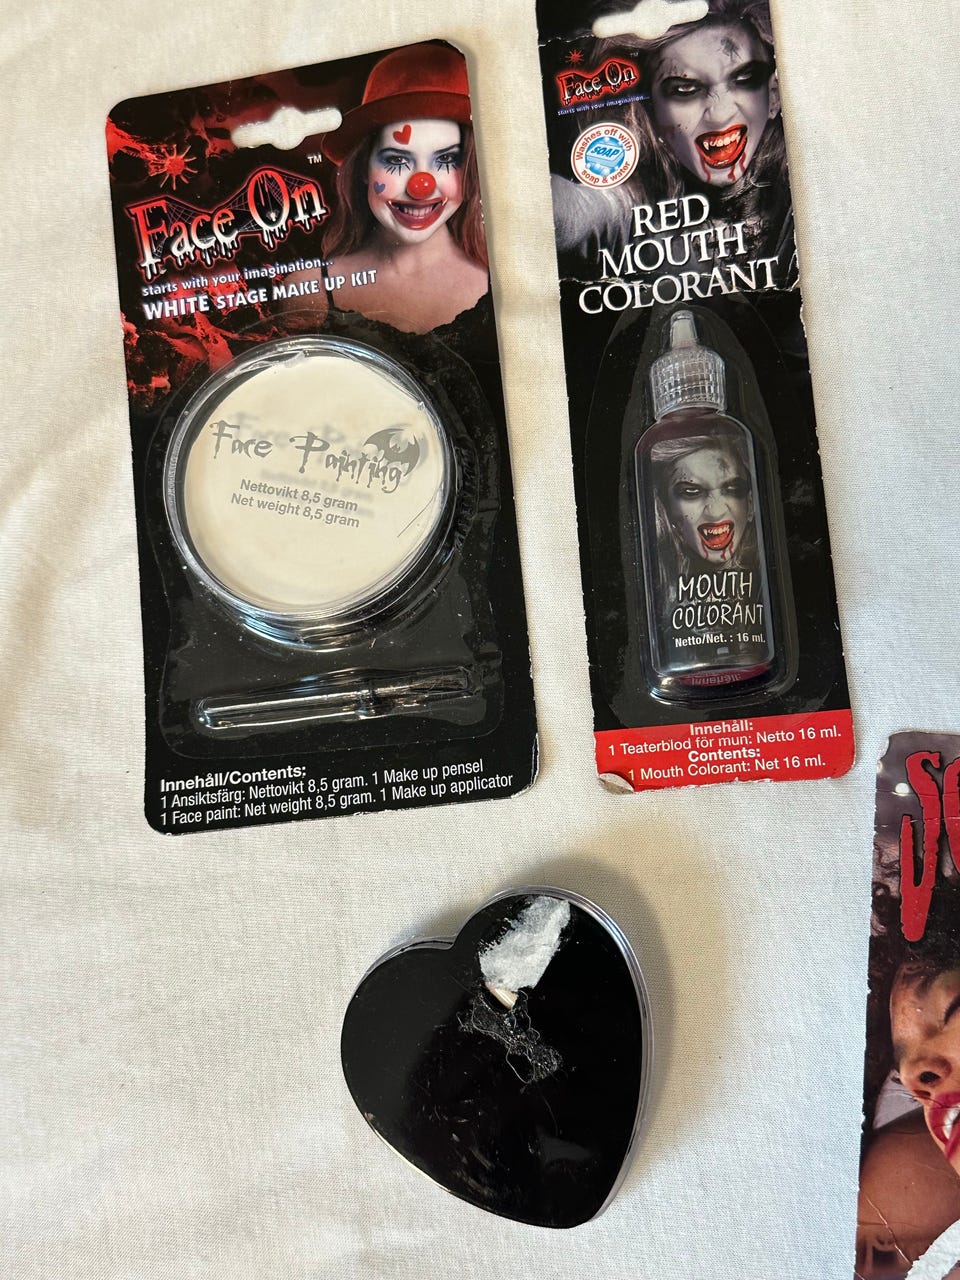 Face On™
starts with your imagination...
WHITE STAGE MAKE UP KIT
Face Painting
Nettovikt 8,5 gram
Net weight 8,5 gram
Innehåll/Contents:
1 Ansiktsfärg: Nettovikt 8,5 gram. 1 Make up pensel
1 Face paint: Net weight 8,5 gram. 1 Make up applicator
Face On™
starts with your imagination...
Washes off with
SOAP
soap & water
RED
MOUTH
COLORANT
MOUTH
COLORANT
Netto/Net. : 16 ml.
Innehåll:
1 Teaterblod för mun: Netto 16 ml.
Contents:
1 Mouth Colorant: Net 16 ml.